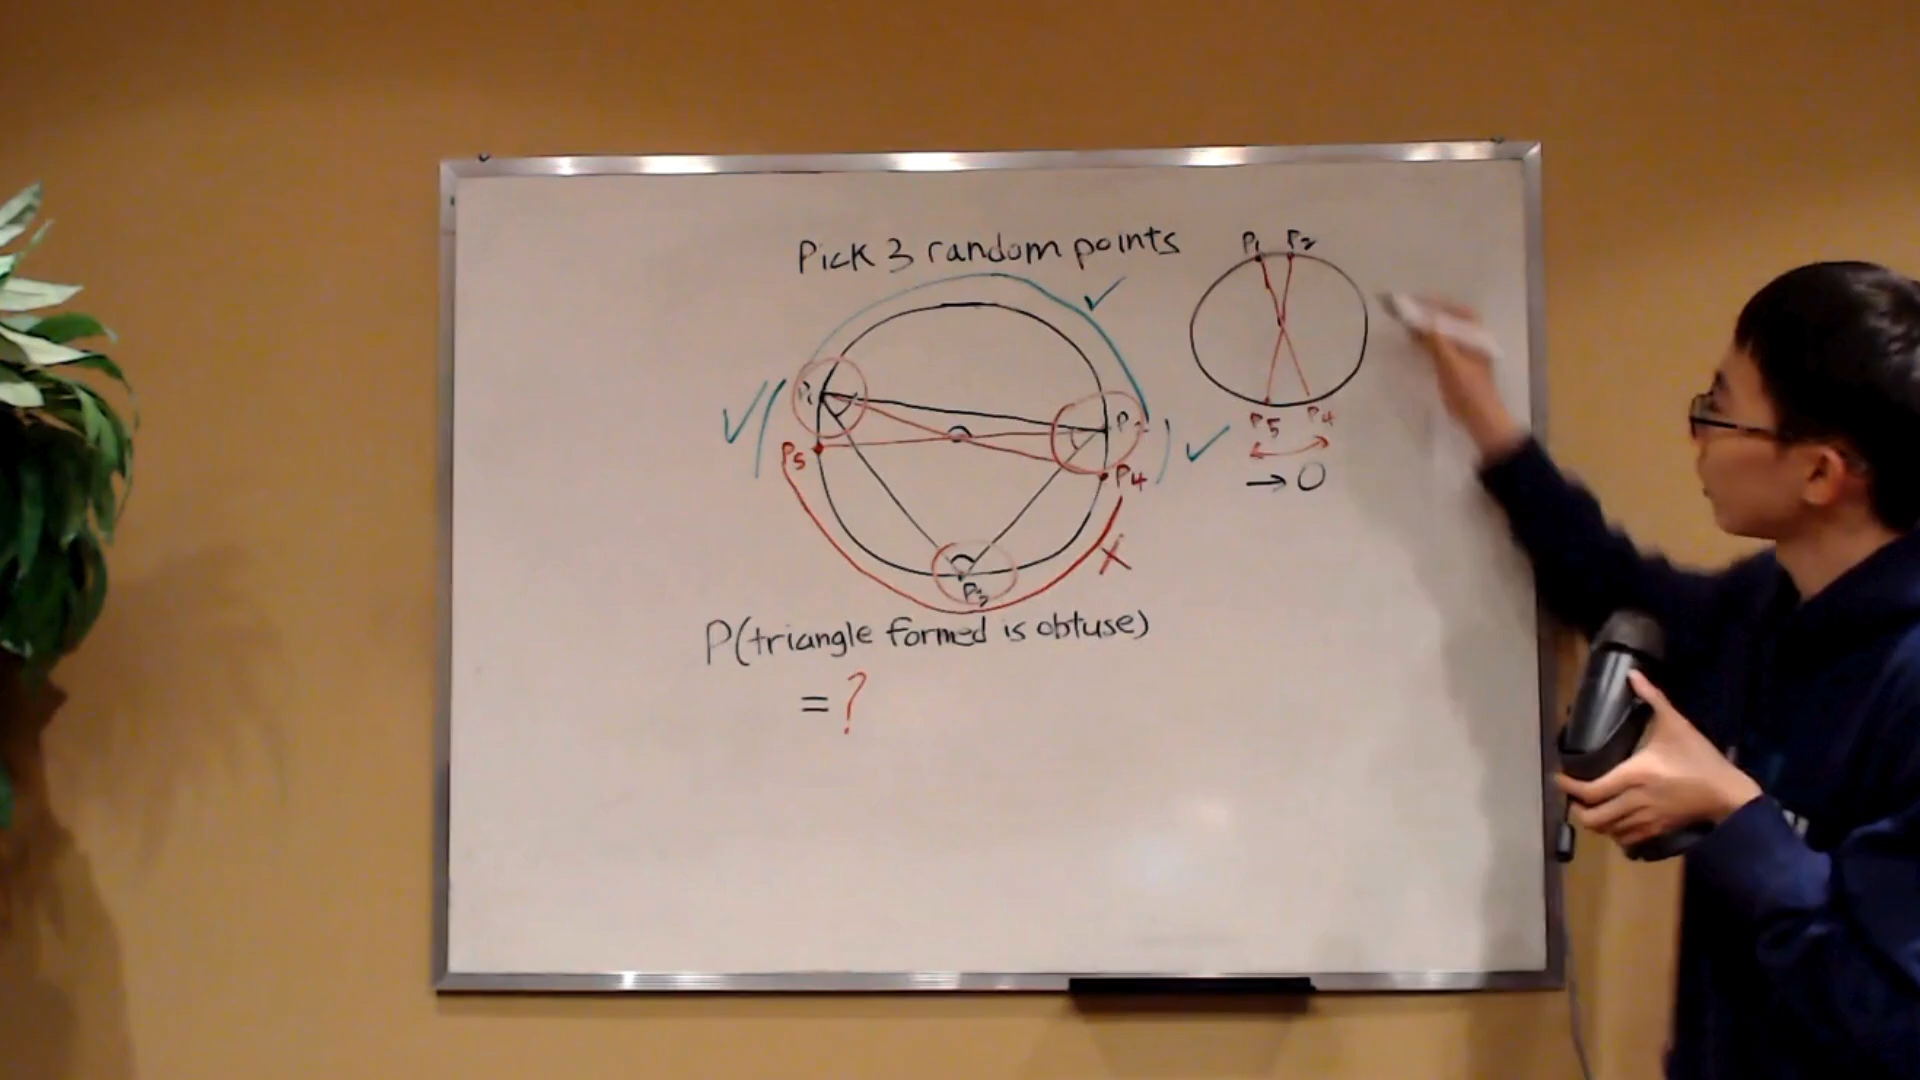 Pick 3 random points
P1 P2
P1
P2
P5
P4
P3
P5 P4
→ 0
P(triangle formed is obtuse)
= ?